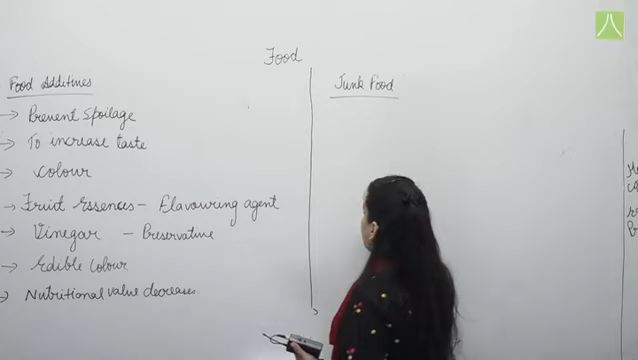 Food
Food Additives
→ Prevent Spoilage
→ To increase taste
→ Colour
→ Fruit Essences - Flavouring agent
→ Vinegar - Preservative
→ Edible Colour
→ Nutritional value decreases
Junk Food